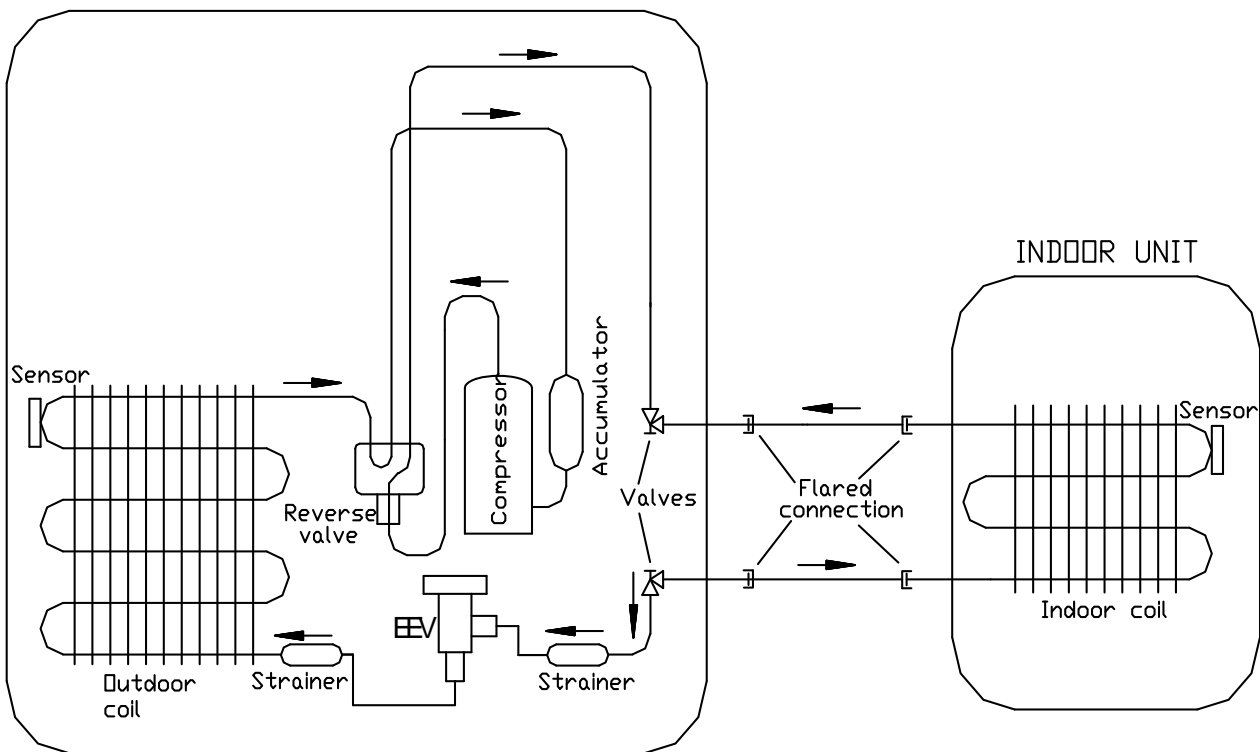 INDOOR UNIT
Sensor
Accumulator
Compressor
Sensor
Valves
Flared
connection
Reverse
valve
EEV
Indoor coil
Outdoor
coil
Strainer
Strainer